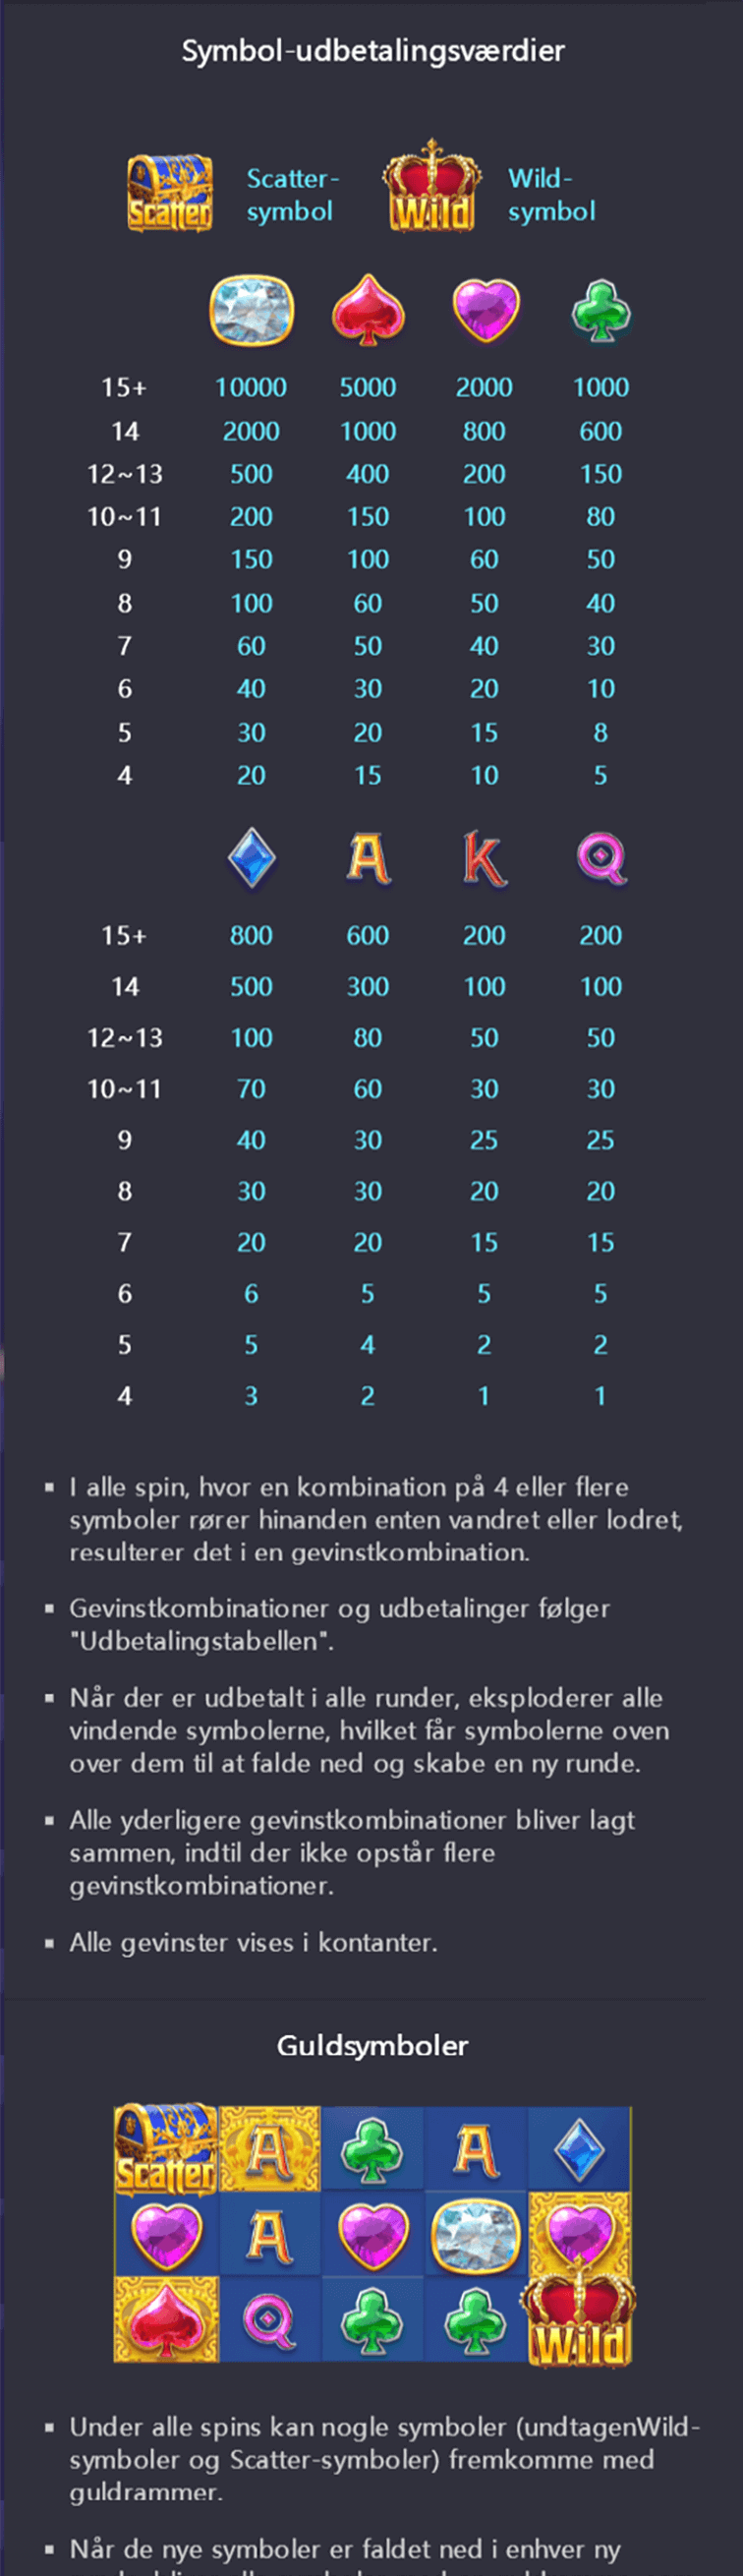 Symbol-udbetalingsværdier
Scatter
Scatter-
symbol
Wild
Wild-
symbol
15+ 10000 5000 2000 1000
14 2000 1000 800 600
12~13 500 400 200 150
10~11 200 150 100 80
9 150 100 60 50
8 100 60 50 40
7 60 50 40 30
6 40 30 20 10
5 30 20 15 8
4 20 15 10 5
A K Q
15+ 800 600 200 200
14 500 300 100 100
12~13 100 80 50 50
10~11 70 60 30 30
9 40 30 25 25
8 30 30 20 20
7 20 20 15 15
6 6 5 5 5
5 5 4 2 2
4 3 2 1 1
▪ I alle spin, hvor en kombination på 4 eller flere
symboler rører hinanden enten vandret eller lodret,
resulterer det i en gevinstkombination.
▪ Gevinstkombinationer og udbetalinger følger
"Udbetalingstabellen".
▪ Når der er udbetalt i alle runder, eksploderer alle
vindende symbolerne, hvilket får symbolerne oven
over dem til at falde ned og skabe en ny runde.
▪ Alle yderligere gevinstkombinationer bliver lagt
sammen, indtil der ikke opstår flere
gevinstkombinationer.
▪ Alle gevinster vises i kontanter.
Guldsymboler
Scatter A A
A
Q Wild
▪ Under alle spins kan nogle symboler (undtagenWild-
symboler og Scatter-symboler) fremkomme med
guldrammer.
▪ Når de nye symboler er faldet ned i enhver ny